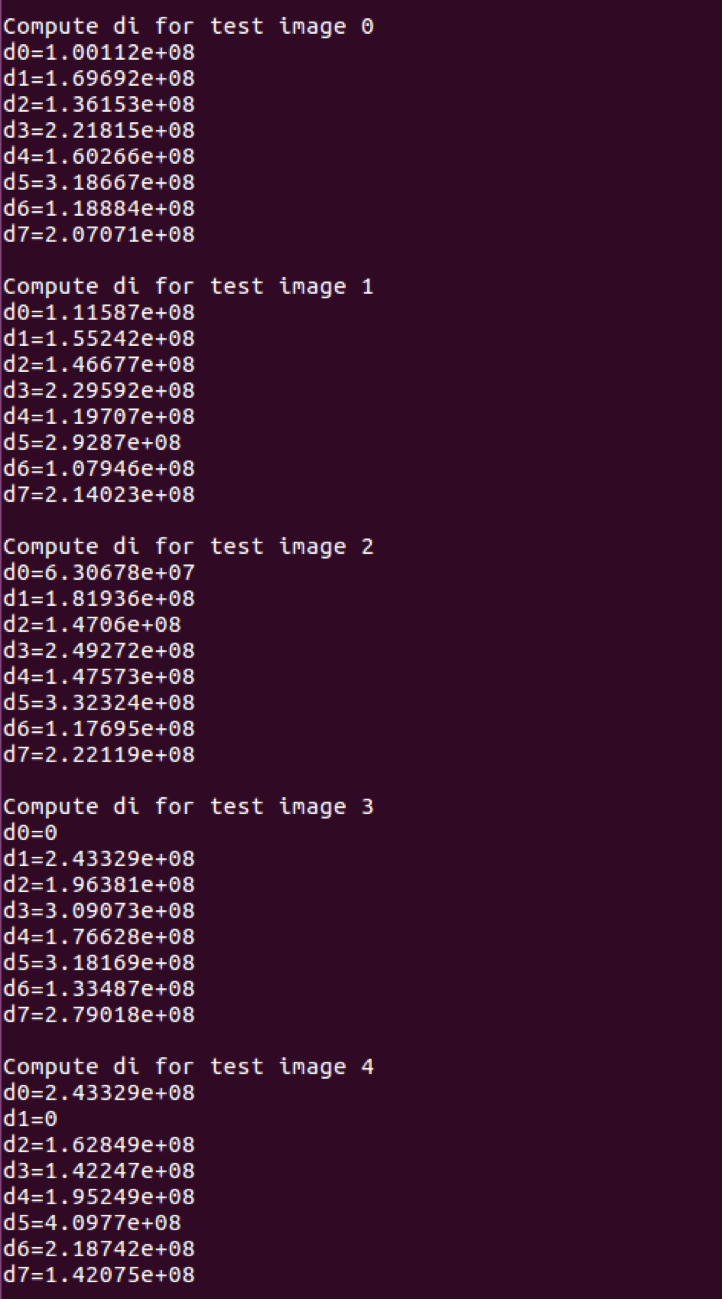 Compute di for test image 0
d0=1.00112e+08
d1=1.69692e+08
d2=1.36153e+08
d3=2.21815e+08
d4=1.60266e+08
d5=3.18667e+08
d6=1.18884e+08
d7=2.07071e+08
Compute di for test image 1
d0=1.11587e+08
d1=1.55242e+08
d2=1.46677e+08
d3=2.29592e+08
d4=1.19707e+08
d5=2.9287e+08
d6=1.07946e+08
d7=2.14023e+08
Compute di for test image 2
d0=6.30678e+07
d1=1.81936e+08
d2=1.4706e+08
d3=2.49272e+08
d4=1.47573e+08
d5=3.32324e+08
d6=1.17695e+08
d7=2.22119e+08
Compute di for test image 3
d0=0
d1=2.43329e+08
d2=1.96381e+08
d3=3.09073e+08
d4=1.76628e+08
d5=3.18169e+08
d6=1.33487e+08
d7=2.79018e+08
Compute di for test image 4
d0=2.43329e+08
d1=0
d2=1.62849e+08
d3=1.42247e+08
d4=1.95249e+08
d5=4.0977e+08
d6=2.18742e+08
d7=1.42075e+08